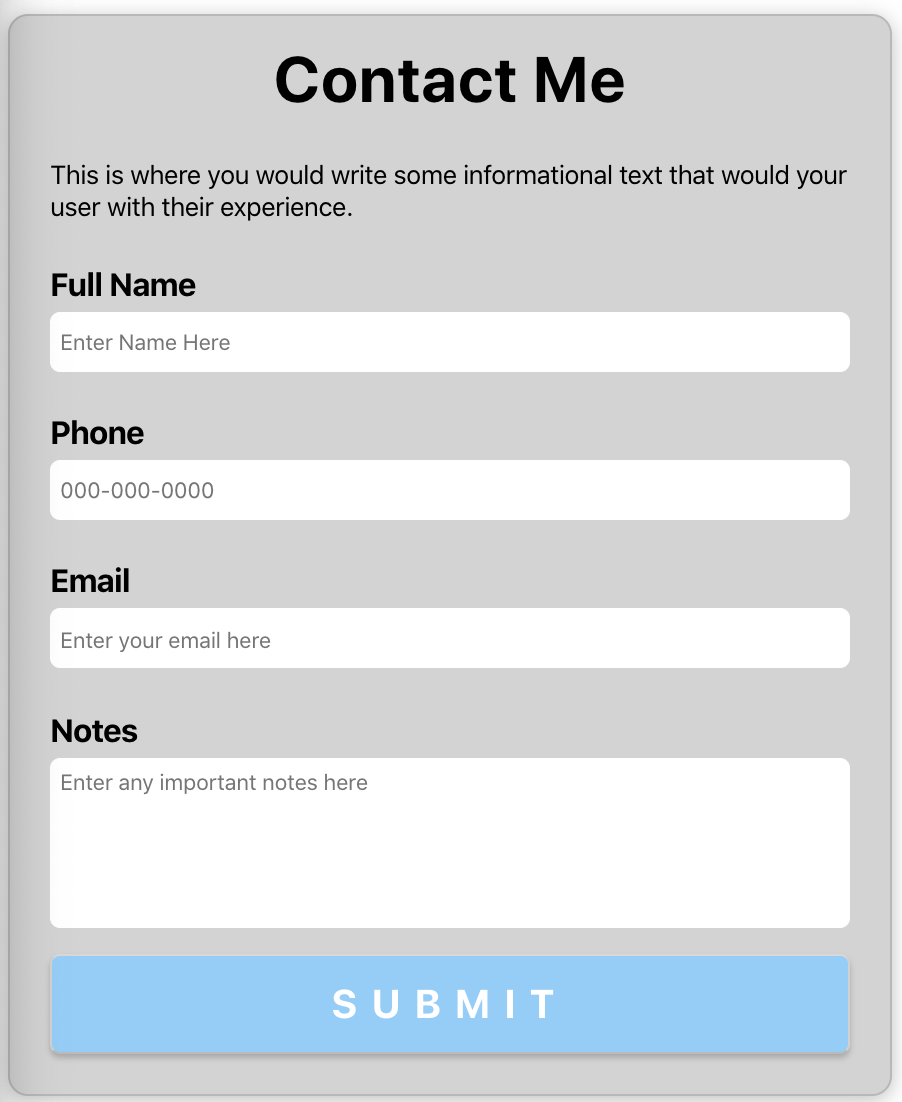 Contact Me
This is where you would write some informational text that would your
user with their experience.
Full Name
Enter Name Here
Phone
000-000-0000
Email
Enter your email here
Notes
Enter any important notes here
SUBMIT